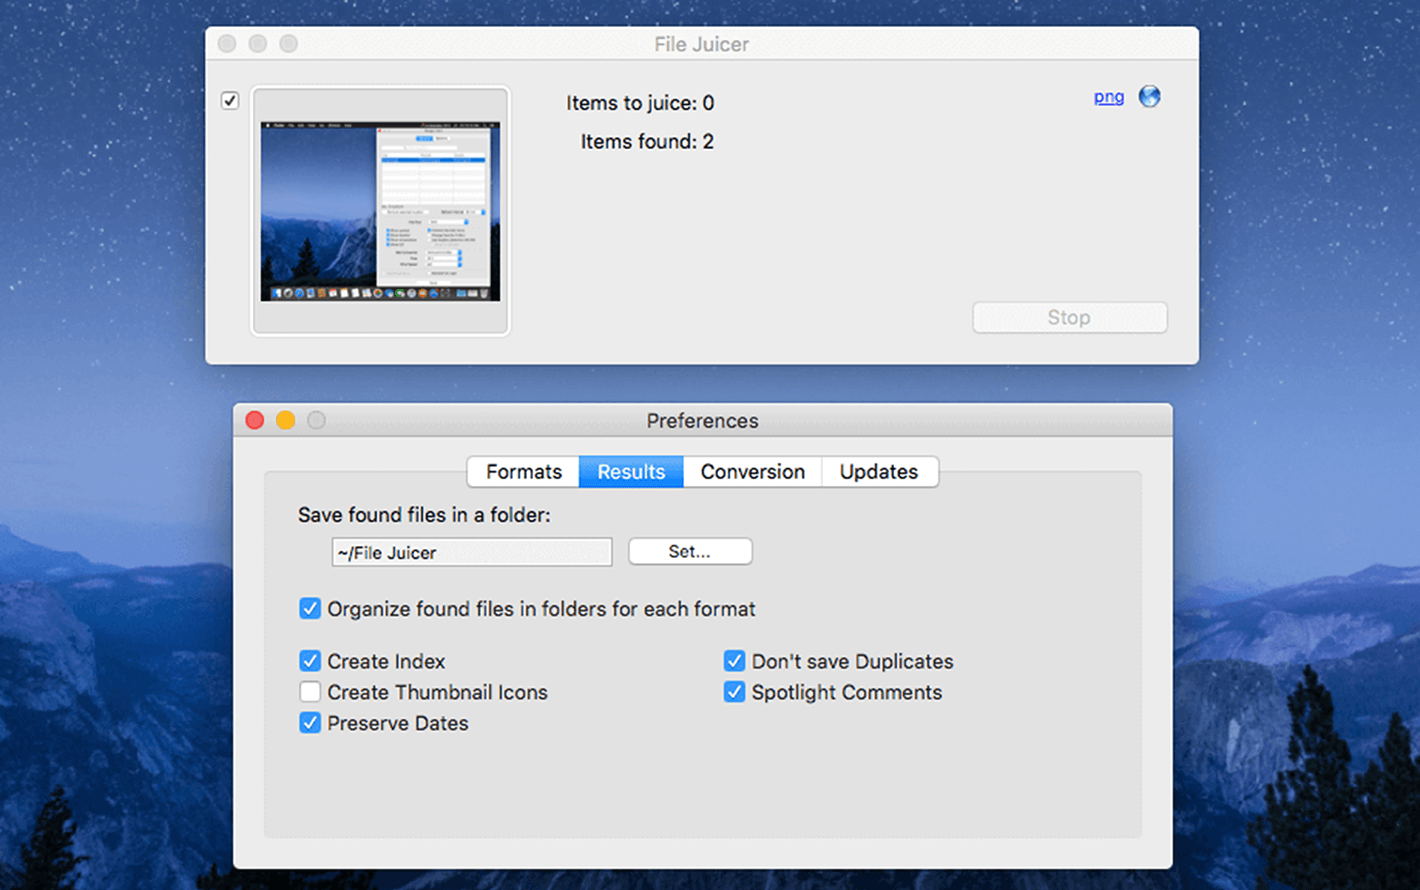 File Juicer
Items to juice: 0
png
Items found: 2
Stop
Preferences
Formats
Results
Conversion
Updates
Save found files in a folder:
~/File Juicer
Set...
Organize found files in folders for each format
Create Index
Don't save Duplicates
Create Thumbnail Icons
Spotlight Comments
Preserve Dates